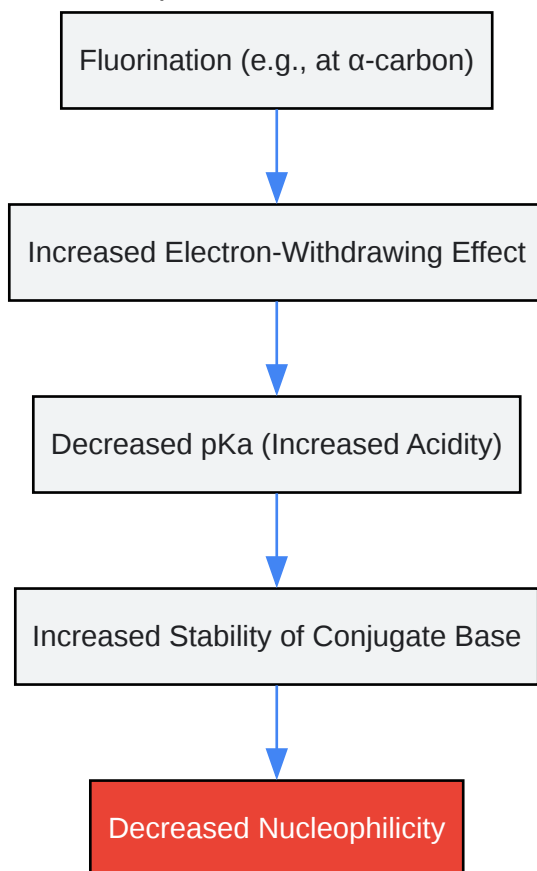 Fluorination (e.g., at α-carbon)
Increased Electron-Withdrawing Effect
Decreased pKa (Increased Acidity)
Increased Stability of Conjugate Base
Decreased Nucleophilicity